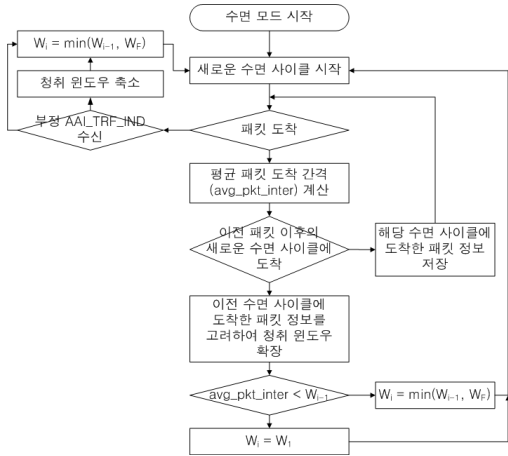 수면 모드 시작
Wi = min(Wi-1, WF)
새로운 수면 사이클 시작
청취 윈도우 축소
부정 AAI_TRF_IND
수신
패킷 도착
평균 패킷 도착 간격
(avg_pkt_inter) 계산
이전 패킷 이후의
새로운 수면 사이클에
도착
해당 수면 사이클에
도착한 패킷 정보
저장
이전 수면 사이클에
도착한 패킷 정보를
고려하여 청취 윈도우
확장
avg_pkt_inter < Wi-1
Wi = min(Wi-1, WF)
Wi = W1